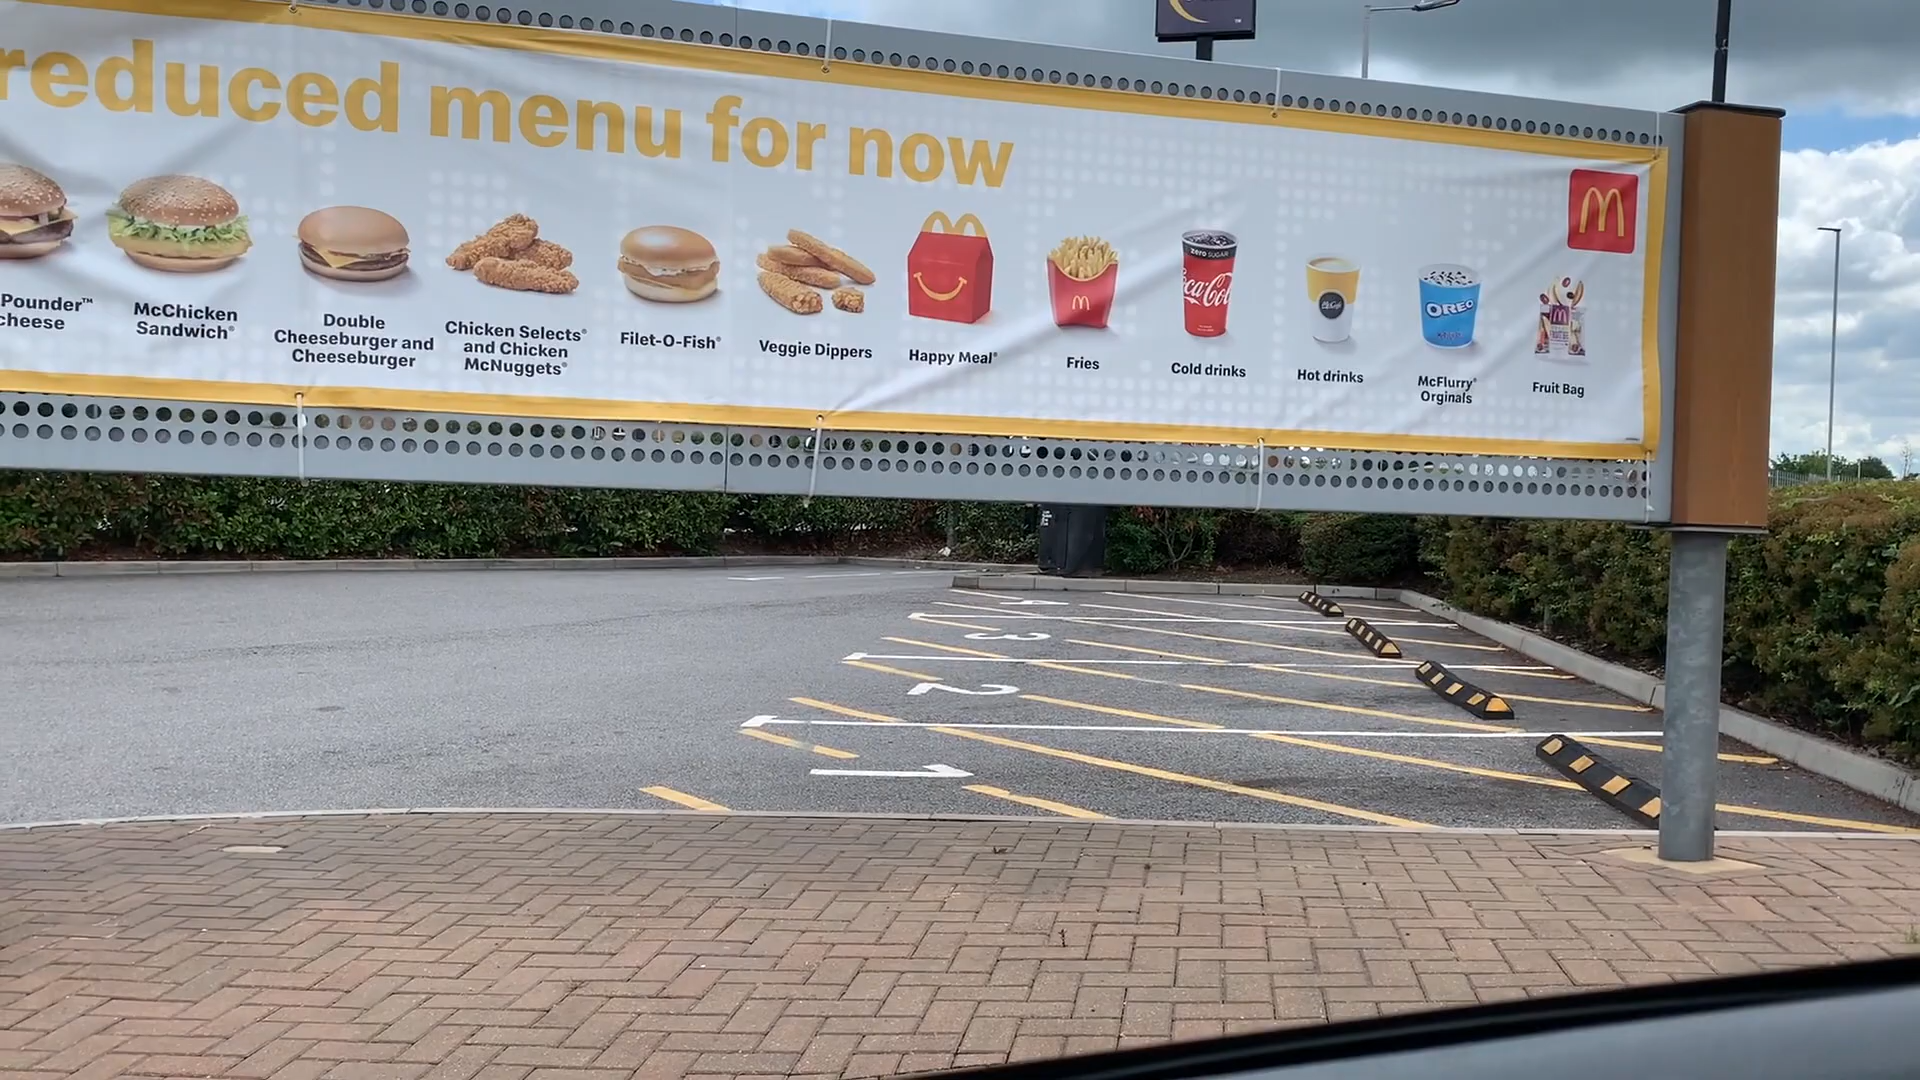 reduced menu for now
Pounder™
cheese
McChicken
Sandwich®
Double
Cheeseburger and
Cheeseburger
Chicken Selects®
and Chicken
McNuggets®
Filet-O-Fish®
Veggie Dippers
Happy Meal®
Fries
zero SUGAR
Coca-Cola
Cold drinks
McCafé
Hot drinks
OREO
McFlurry®
Orginals
Fruit Bag
4
3
2
1